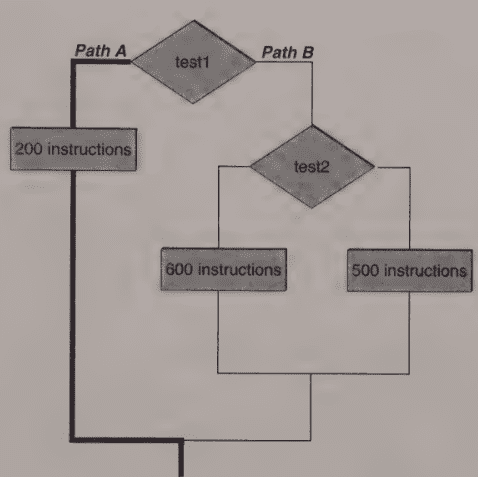 Path A
test1
Path B
200 instructions
test2
600 instructions
500 instructions